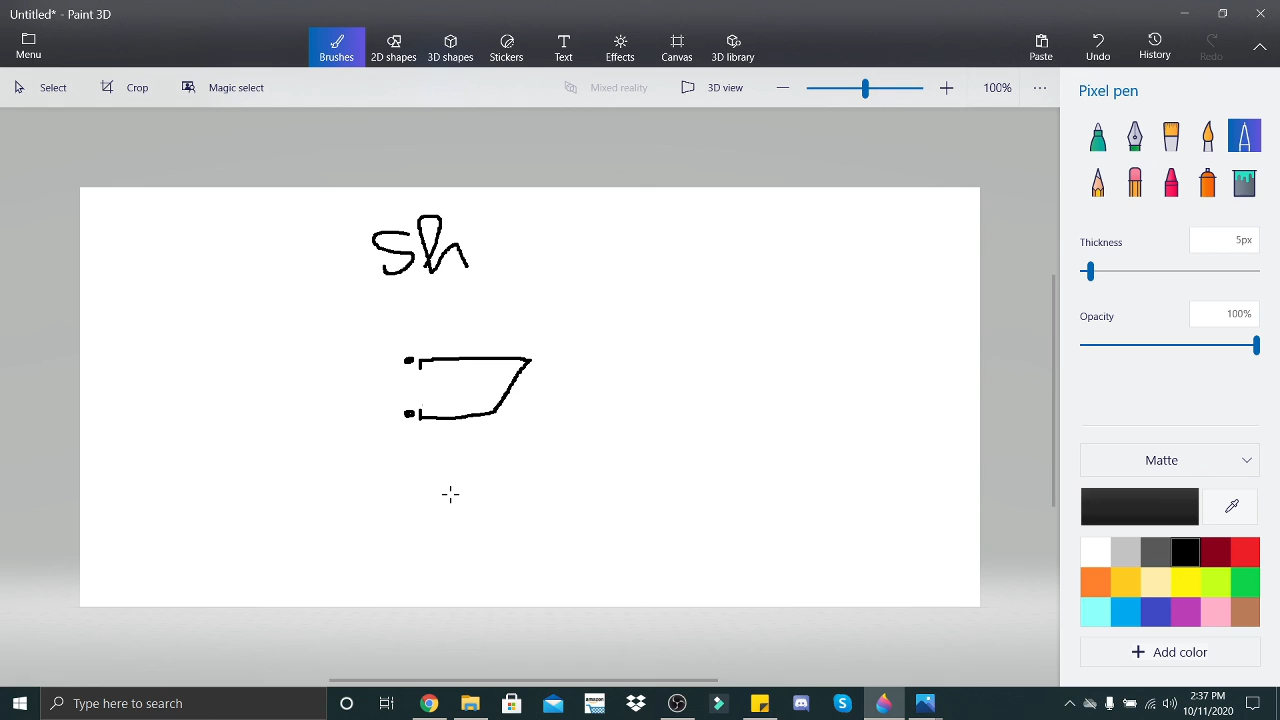 Untitled* - Paint 3D
Menu
Brushes
2D shapes
3D shapes
Stickers
Text
Effects
Canvas
3D library
Paste
Undo
History
Redo
Select
Crop
Magic select
Mixed reality
3D view
100%
Pixel pen
Thickness
5px
Opacity
100%
Matte
Add color
sh
Type here to search
amazon
2:37 PM
10/11/2020